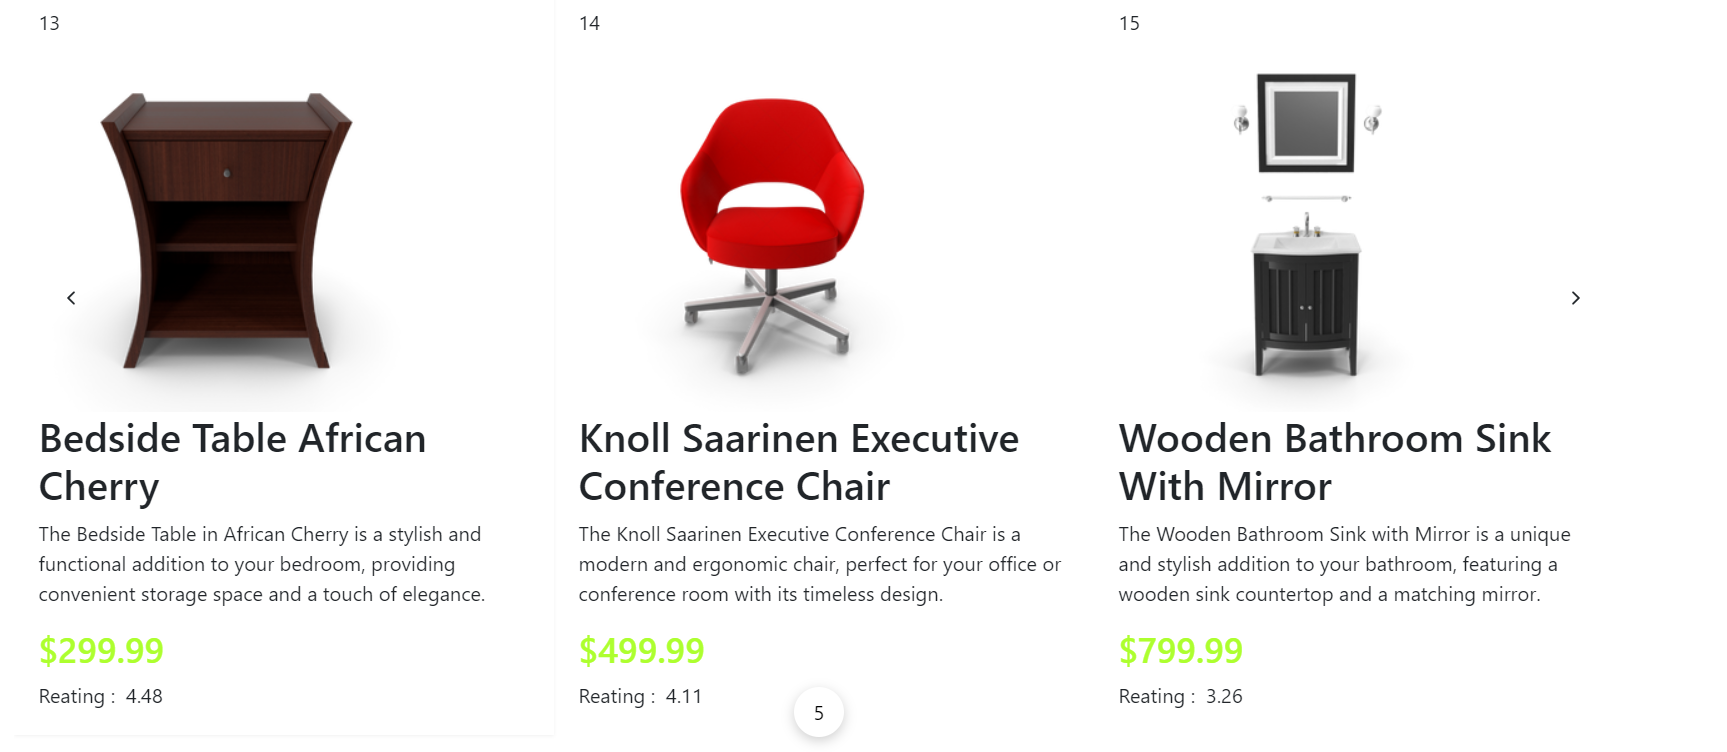 13
Bedside Table African
Cherry
The Bedside Table in African Cherry is a stylish and
functional addition to your bedroom, providing
convenient storage space and a touch of elegance.
$299.99
Reating : 4.48
14
Knoll Saarinen Executive
Conference Chair
The Knoll Saarinen Executive Conference Chair is a
modern and ergonomic chair, perfect for your office or
conference room with its timeless design.
$499.99
Reating : 4.11
15
Wooden Bathroom Sink
With Mirror
The Wooden Bathroom Sink with Mirror is a unique
and stylish addition to your bathroom, featuring a
wooden sink countertop and a matching mirror.
$799.99
Reating : 3.26
5